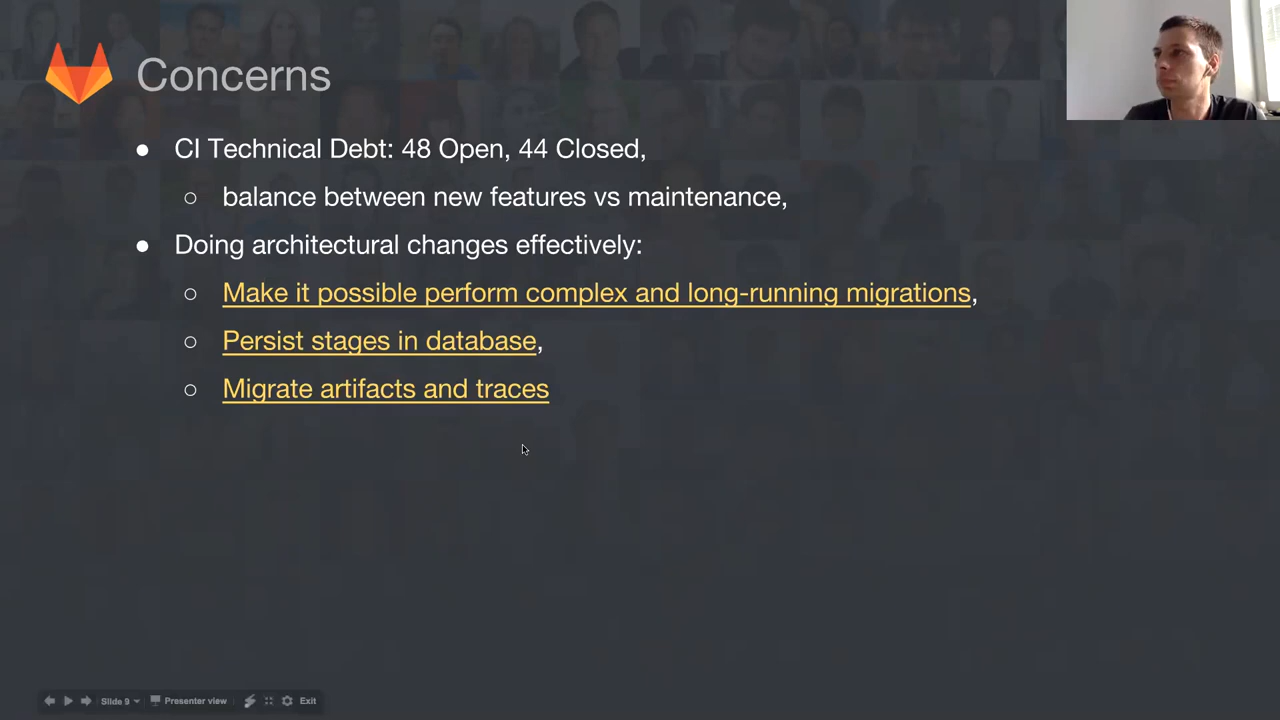 Concerns
● CI Technical Debt: 48 Open, 44 Closed,
○ balance between new features vs maintenance,
● Doing architectural changes effectively:
○ Make it possible perform complex and long-running migrations,
○ Persist stages in database,
○ Migrate artifacts and traces
Slide 9 Presenter view Exit